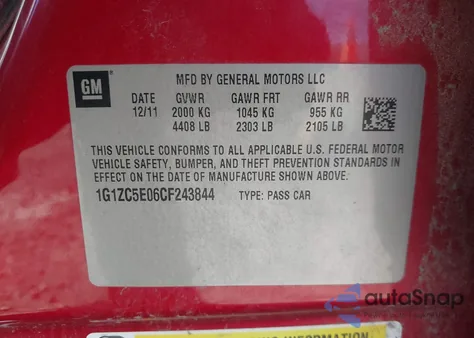 GM
MFD BY GENERAL MOTORS LLC
DATE GVWR GAWR FRT GAWR RR
12/11 2000 KG 1045 KG 955 KG
4408 LB 2303 LB 2105 LB
THIS VEHICLE CONFORMS TO ALL APPLICABLE U.S. FEDERAL MOTOR
VEHICLE SAFETY, BUMPER, AND THEFT PREVENTION STANDARDS IN
EFFECT ON THE DATE OF MANUFACTURE SHOWN ABOVE.
1G1ZC5E06CF243844 TYPE: PASS CAR
autoSnap
INFORMATION